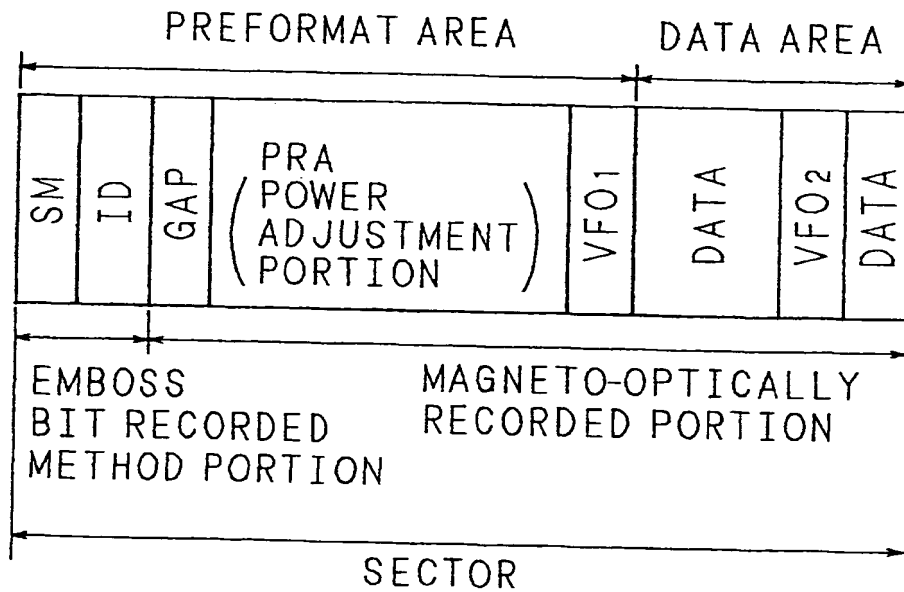 PREFORMAT AREA
DATA AREA
SM
ID
GAP
PRA
POWER
ADJUSTMENT
PORTION
VFO1
DATA
VFO2
DATA
EMBOSS
BIT RECORDED
METHOD PORTION
MAGNETO-OPTICALLY
RECORDED PORTION
SECTOR